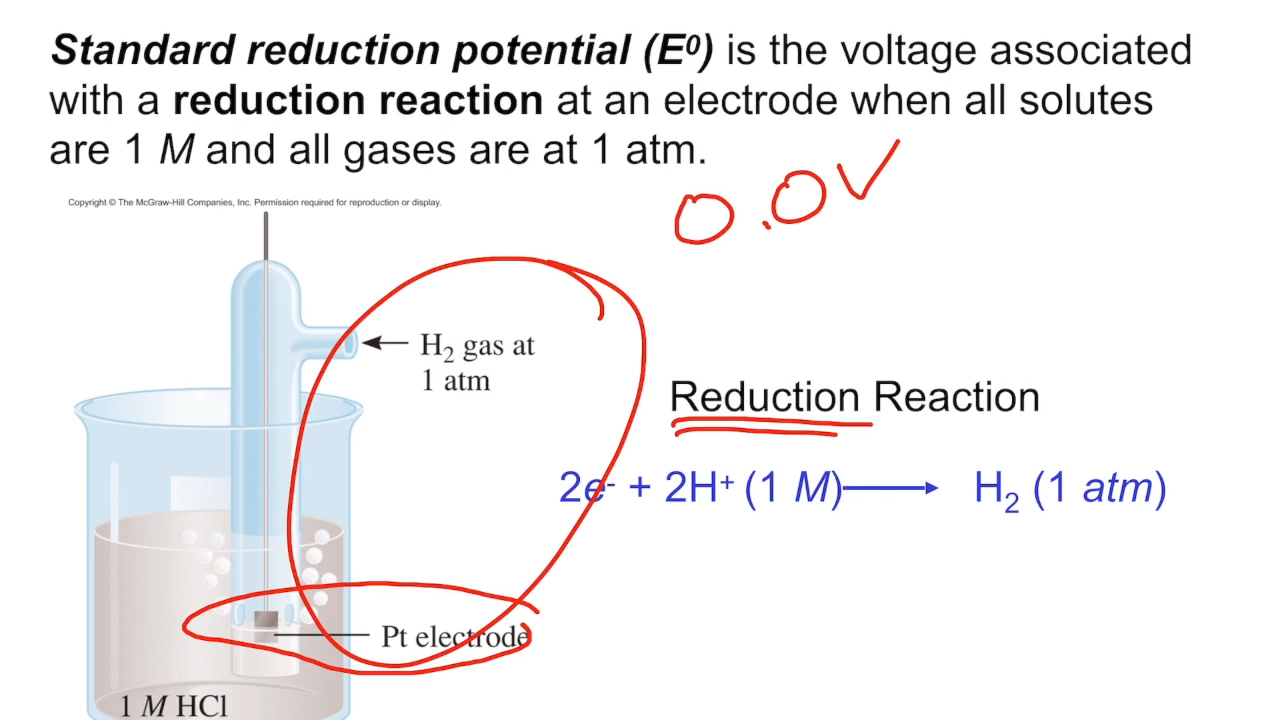 Standard reduction potential (E⁰) is the voltage associated
with a reduction reaction at an electrode when all solutes
are 1 M and all gases are at 1 atm.
Copyright © The McGraw-Hill Companies, Inc. Permission required for reproduction or display.
0.0V
H₂ gas at
1 atm
Reduction Reaction
2e⁻ + 2H⁺ (1 M) ⟶ H₂ (1 atm)
Pt electrode
1 M HCl